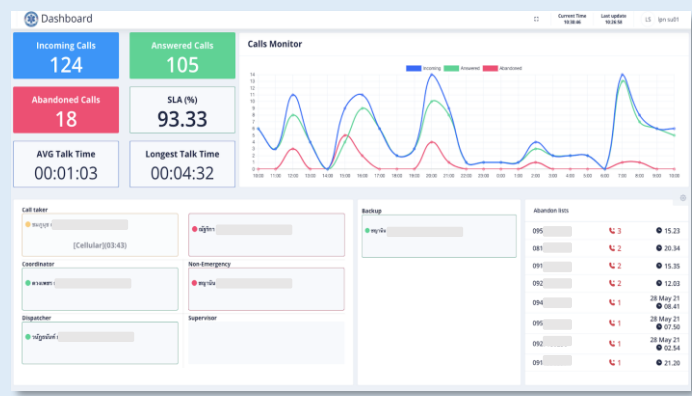 Dashboard
Current Time
Last update
LS
Incoming Calls
124
Answered Calls
105
Abandoned Calls
18
SLA (%)
93.33
AVG Talk Time
00:01:03
Longest Talk Time
00:04:32
Calls Monitor
Incoming
Answered
Abandoned
14
13
12
11
10
9
8
7
6
5
4
3
2
1
0
10:00 11:00 12:00 13:00 14:00 15:00 16:00 17:00 18:00 19:00 20:00 21:00 22:00 23:00 0:00 1:00 2:00 3:00 4:00 5:00 6:00 7:00 8:00 9:00 10:00
Call taker
[Cellular](03:43)
Coordinator
Non-Emergency
Dispatcher
Supervisor
Backup
Abandon lists
095 3 15.23
081 2 20.34
091 2 15.35
092 2 12.03
094 1 28 May 21 08.41
095 1 28 May 21 07.50
092 1 28 May 21 02.54
091 1 21.20